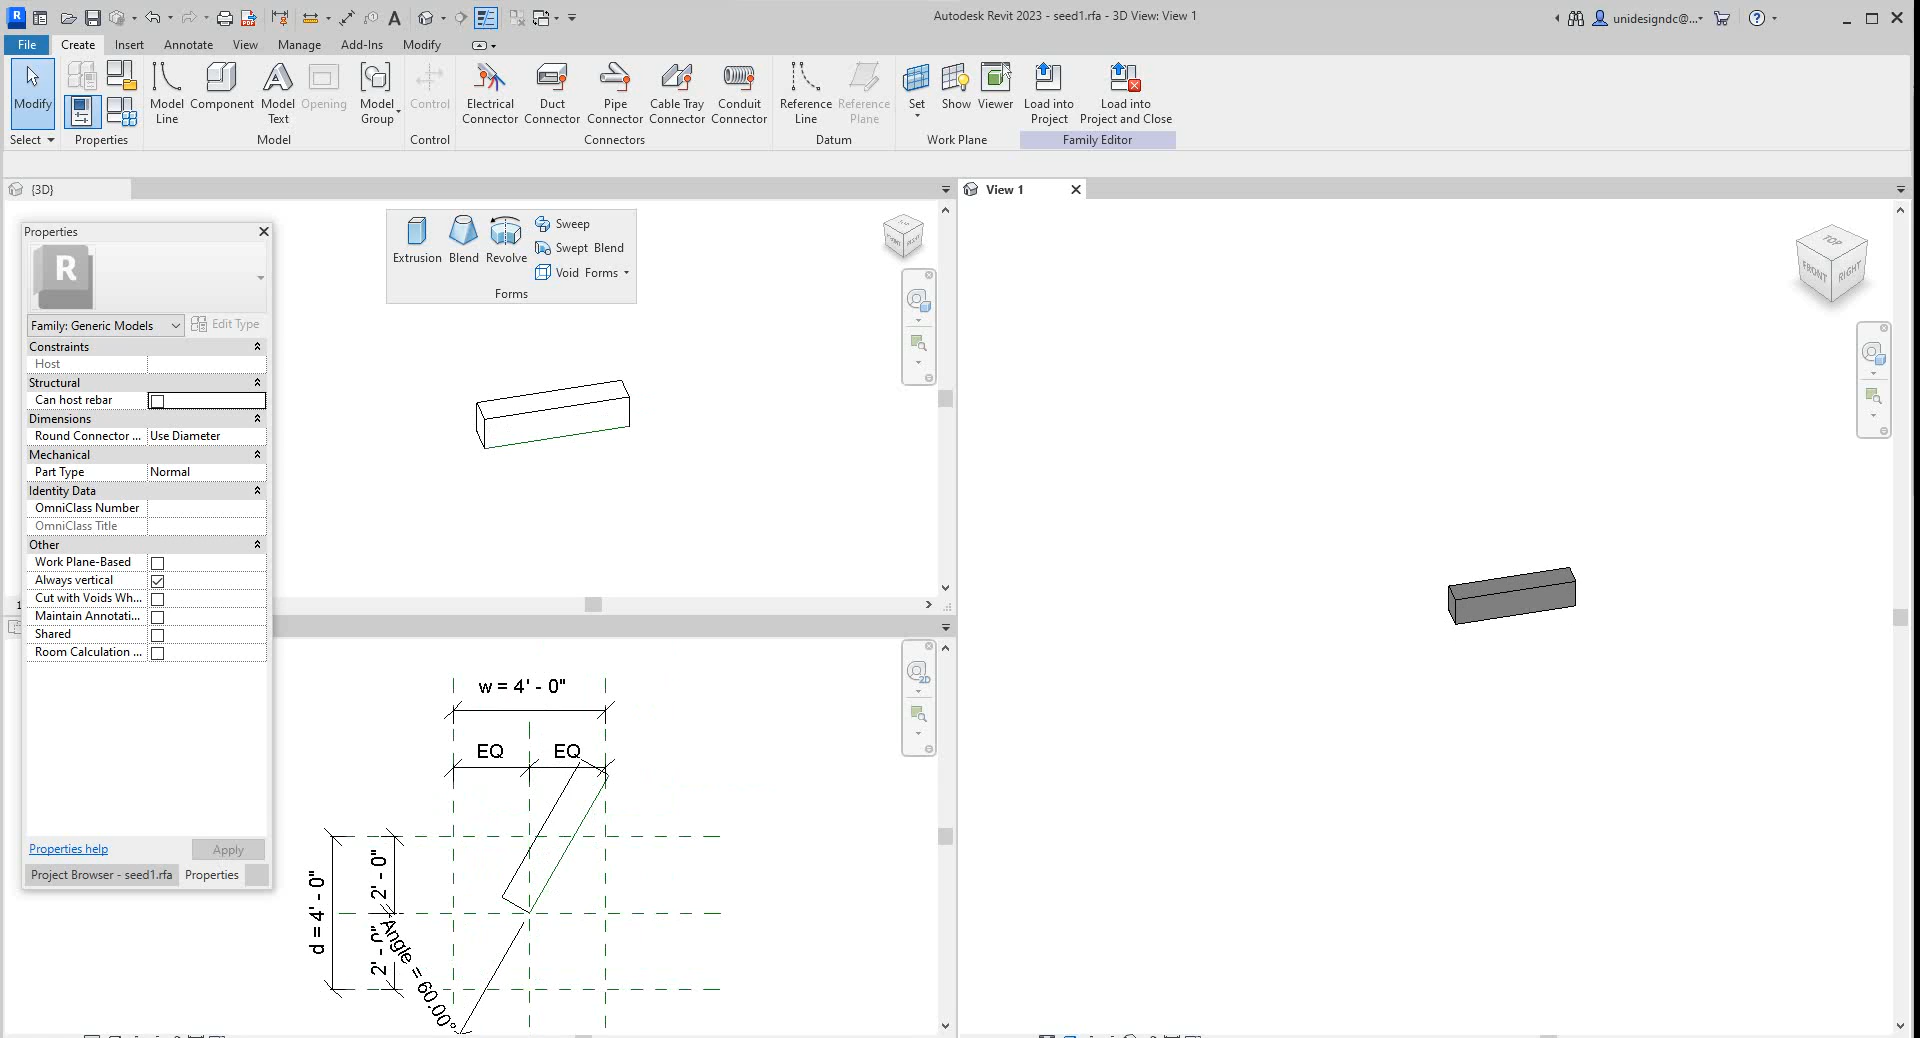 Autodesk Revit 2023 - seed1.rfa - 3D View: View 1
unidesigndc@...
File Create Insert Annotate View Manage Add-Ins Modify
Modify
Model Line
Component
Model Text
Opening
Model Group
Control
Electrical Connector
Duct Connector
Pipe Connector
Cable Tray Connector
Conduit Connector
Reference Line
Reference Plane
Set
Show
Viewer
Load into Project
Load into Project and Close
Select Properties Model Control Connectors Datum Work Plane Family Editor
{3D}
View 1
Properties
R
Family: Generic Models
Edit Type
Constraints
Host
Structural
Can host rebar
Dimensions
Round Connector ... Use Diameter
Mechanical
Part Type Normal
Identity Data
OmniClass Number
OmniClass Title
Other
Work Plane-Based
Always vertical
Cut with Voids Wh...
Maintain Annotati...
Shared
Room Calculation ...
Properties help
Apply
Project Browser - seed1.rfa Properties
Extrusion
Blend
Revolve
Sweep
Swept Blend
Void Forms
Forms
FRONT RIGHT
TOP
FRONT RIGHT
2D
w = 4' - 0"
EQ EQ
d = 4' - 0"
2' - 0"
2' - 0"
Angle = 60.00°